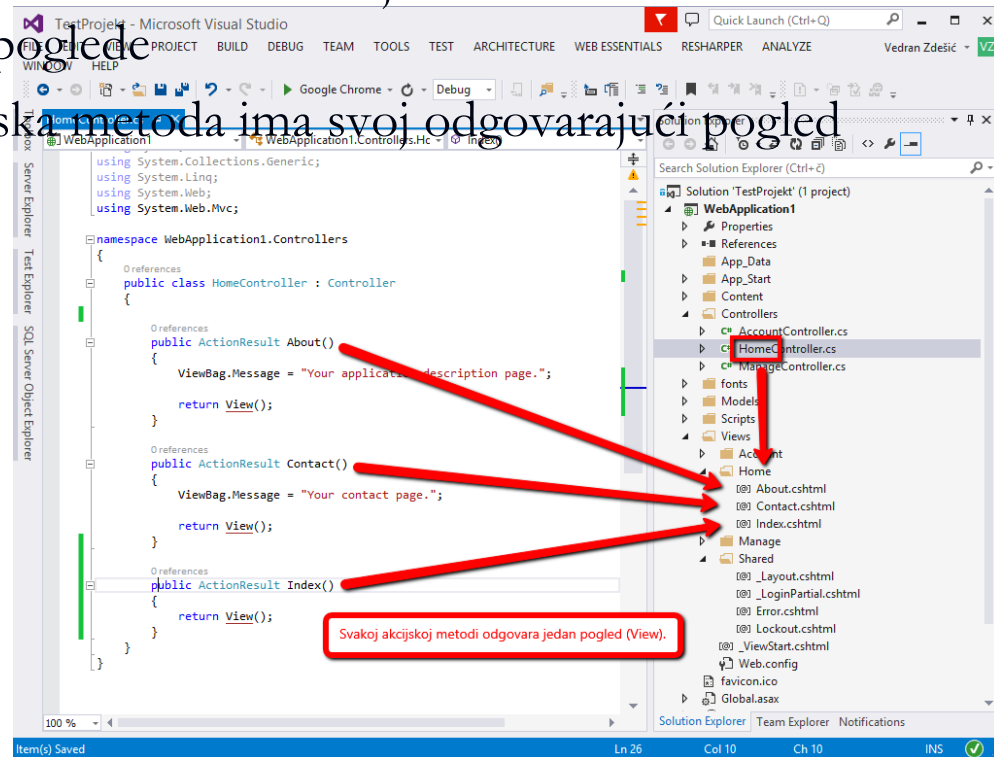 TestProjekt - Microsoft Visual Studio
Quick Launch (Ctrl+Q)
poglede
FILE EDIT VIEW PROJECT BUILD DEBUG TEAM TOOLS TEST ARCHITECTURE WEB ESSENTIALS RESHARPER ANALYZE Vedran Zdešić VZ
WINDOW HELP
Google Chrome Debug
ska metoda ima svoj odgovarajući pogled
Solution Explorer
WebApplication1 WebApplication1.Controllers.Hc Index()
Server Explorer
Test Explorer
SQL Server Object Explorer
using System.Collections.Generic;
using System.Linq;
using System.Web;
using System.Web.Mvc;
namespace WebApplication1.Controllers
{
0 references
public class HomeController : Controller
{
0 references
public ActionResult About()
{
ViewBag.Message = "Your application description page.";
return View();
}
0 references
public ActionResult Contact()
{
ViewBag.Message = "Your contact page.";
return View();
}
0 references
public ActionResult Index()
{
return View();
}
}
}
Svakoj akcijskoj metodi odgovara jedan pogled (View).
100 %
Search Solution Explorer (Ctrl+č)
Solution 'TestProjekt' (1 project)
WebApplication1
Properties
References
App_Data
App_Start
Content
Controllers
AccountController.cs
HomeController.cs
ManageController.cs
fonts
Models
Scripts
Views
Account
Home
About.cshtml
Contact.cshtml
Index.cshtml
Manage
Shared
_Layout.cshtml
_LoginPartial.cshtml
Error.cshtml
Lockout.cshtml
_ViewStart.cshtml
Web.config
favicon.ico
Global.asax
Solution Explorer Team Explorer Notifications
Item(s) Saved Ln 26 Col 10 Ch 10 INS